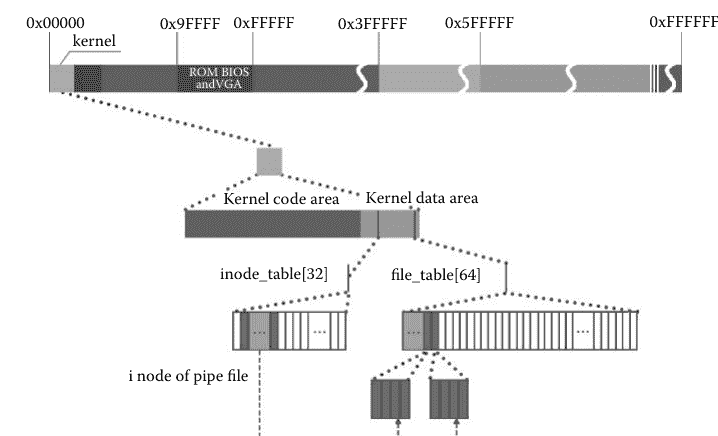 0x00000 0x9FFFF 0xFFFFF 0x3FFFFF 0x5FFFFF 0xFFFFFF
kernel
ROM BIOS
andVGA
Kernel code area Kernel data area
inode_table[32] file_table[64]
... ... ... ...
i node of pipe file